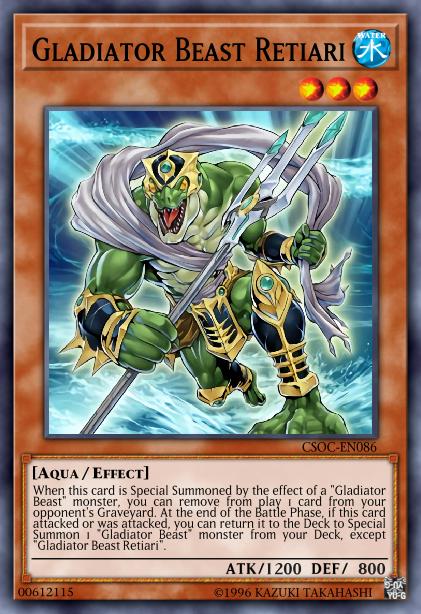 GLADIATOR BEAST RETIARI
WATER
水
CSOC-EN086
[AQUA / EFFECT]
When this card is Special Summoned by the effect of a "Gladiator
Beast" monster, you can remove from play 1 card from your
opponent's Graveyard. At the end of the Battle Phase, if this card
attacked or was attacked, you can return it to the Deck to Special
Summon 1 "Gladiator Beast" monster from your Deck, except
"Gladiator Beast Retiari".
ATK/1200 DEF/ 800
00612115
©1996 KAZUKI TAKAHASHI